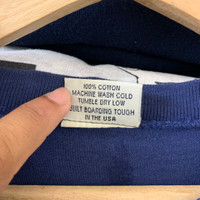 100% COTTON
MACHINE WASH COLD
TUMBLE DRY LOW
BUILT BOARDING TOUGH
IN THE USA